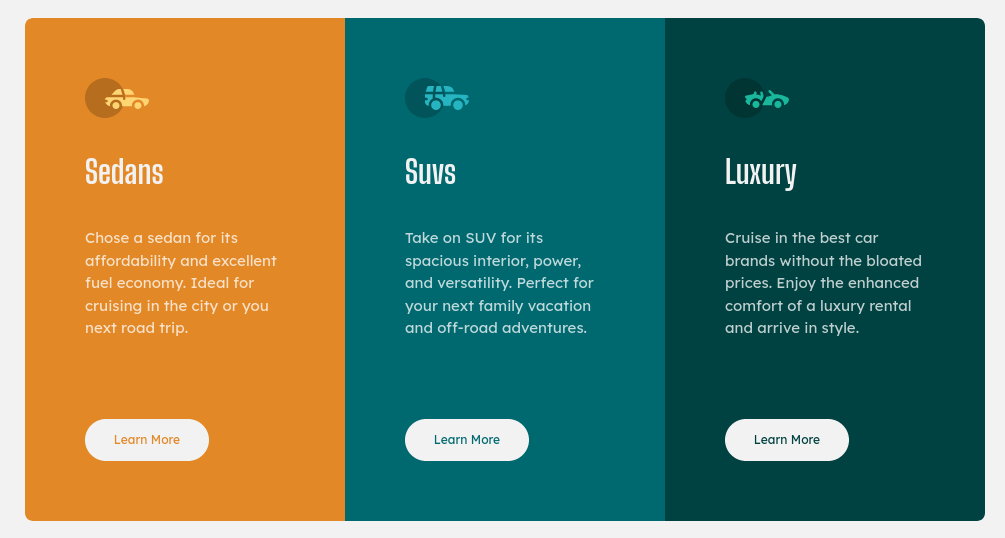 Sedans
Chose a sedan for its
affordability and excellent
fuel economy. Ideal for
cruising in the city or you
next road trip.
Learn More
Suvs
Take on SUV for its
spacious interior, power,
and versatility. Perfect for
your next family vacation
and off-road adventures.
Learn More
Luxury
Cruise in the best car
brands without the bloated
prices. Enjoy the enhanced
comfort of a luxury rental
and arrive in style.
Learn More